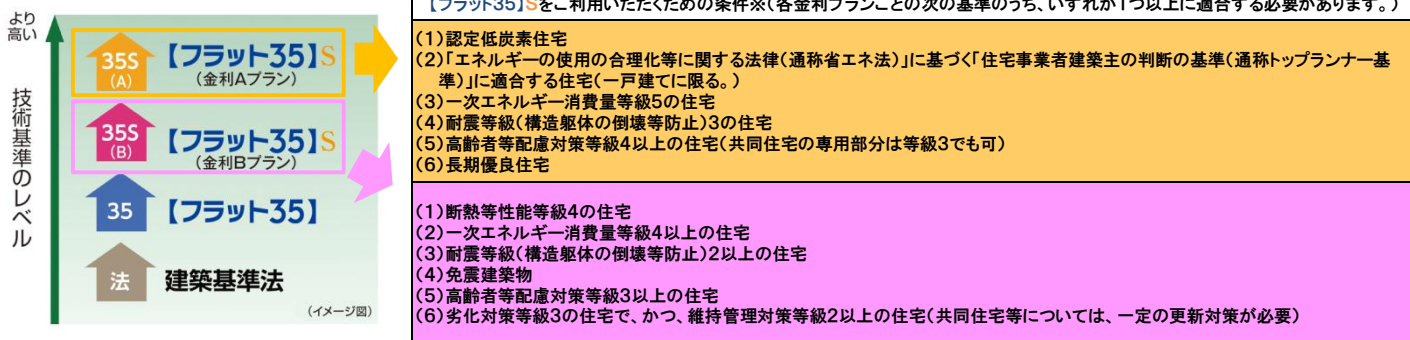 【フラット35】Sをご利用いただくための条件※(各金利プランごとの次の基準のうち、いずれか1つ以上に適合する必要があります。)
より
高い
技術基準のレベル
35S
(A)
【フラット35】S
(金利Aプラン)
35S
(B)
【フラット35】S
(金利Bプラン)
35
【フラット35】
法
建築基準法
(イメージ図)
(1)認定低炭素住宅
(2)「エネルギーの使用の合理化等に関する法律(通称省エネ法)」に基づく「住宅事業者建築主の判断の基準(通称トップランナー基
準)」に適合する住宅(一戸建てに限る。)
(3)一次エネルギー消費量等級5の住宅
(4)耐震等級(構造躯体の倒壊等防止)3の住宅
(5)高齢者等配慮対策等級4以上の住宅(共同住宅の専用部分は等級3でも可)
(6)長期優良住宅
(1)断熱等性能等級4の住宅
(2)一次エネルギー消費量等級4以上の住宅
(3)耐震等級(構造躯体の倒壊等防止)2以上の住宅
(4)免震建築物
(5)高齢者等配慮対策等級3以上の住宅
(6)劣化対策等級3の住宅で、かつ、維持管理対策等級2以上の住宅(共同住宅等については、一定の更新対策が必要)